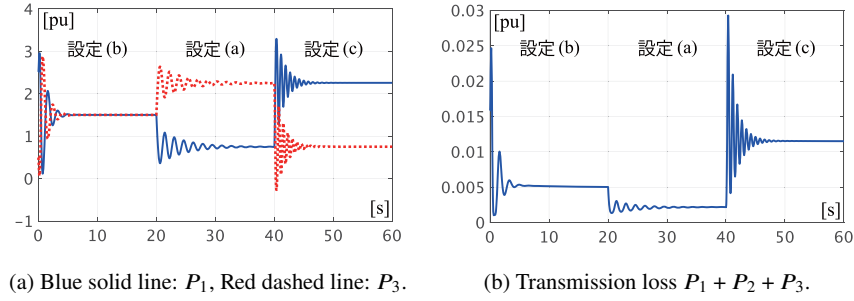 [pu]
4
3
2
1
0
−1
設定 (b)
設定 (a)
設定 (c)
[s]
0
10
20
30
40
50
60
(a) Blue solid line: P1, Red dashed line: P3.
0.03
0.025
0.02
0.015
0.01
0.005
0
[pu]
設定 (b)
設定 (a)
設定 (c)
[s]
0
10
20
30
40
50
60
(b) Transmission loss P1 + P2 + P3.